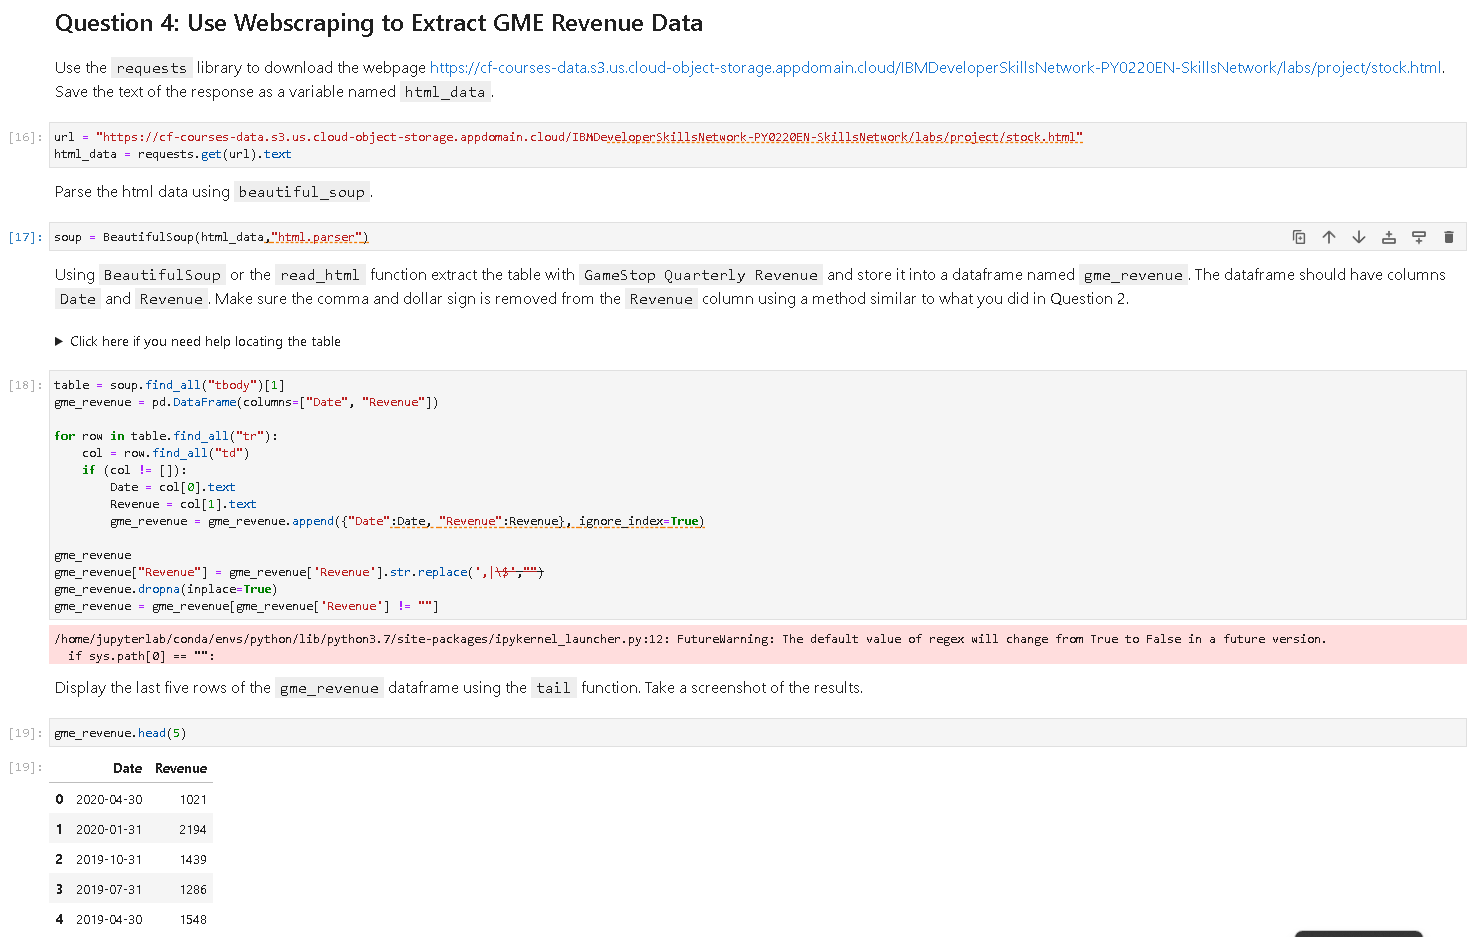 Question 4: Use Webscraping to Extract GME Revenue Data
Use the requests library to download the webpage https://cf-courses-data.s3.us.cloud-object-storage.appdomain.cloud/IBMDeveloperSkillsNetwork-PY0220EN-SkillsNetwork/labs/project/stock.html.
Save the text of the response as a variable named html_data.
[16]: url = "https://cf-courses-data.s3.us.cloud-object-storage.appdomain.cloud/IBMDeveloperSkillsNetwork-PY0220EN-SkillsNetwork/labs/project/stock.html"
html_data = requests.get(url).text
Parse the html data using beautiful_soup.
[17]: soup = BeautifulSoup(html_data,"html.parser")
Using BeautifulSoup or the read_html function extract the table with GameStop Quarterly Revenue and store it into a dataframe named gme_revenue. The dataframe should have columns
Date and Revenue. Make sure the comma and dollar sign is removed from the Revenue column using a method similar to what you did in Question 2.
Click here if you need help locating the table
[18]: table = soup.find_all("tbody")[1]
gme_revenue = pd.DataFrame(columns=["Date", "Revenue"])
for row in table.find_all("tr"):
    col = row.find_all("td")
    if (col != []):
        Date = col[0].text
        Revenue = col[1].text
        gme_revenue = gme_revenue.append({"Date":Date, "Revenue":Revenue}, ignore_index=True)
gme_revenue
gme_revenue["Revenue"] = gme_revenue['Revenue'].str.replace(',|\$',"")
gme_revenue.dropna(inplace=True)
gme_revenue = gme_revenue[gme_revenue['Revenue'] != ""]
/home/jupyterlab/conda/envs/python/lib/python3.7/site-packages/ipykernel_launcher.py:12: FutureWarning: The default value of regex will change from True to False in a future version.
  if sys.path[0] == "":
Display the last five rows of the gme_revenue dataframe using the tail function. Take a screenshot of the results.
[19]: gme_revenue.head(5)
[19]: Date Revenue
0 2020-04-30 1021
1 2020-01-31 2194
2 2019-10-31 1439
3 2019-07-31 1286
4 2019-04-30 1548